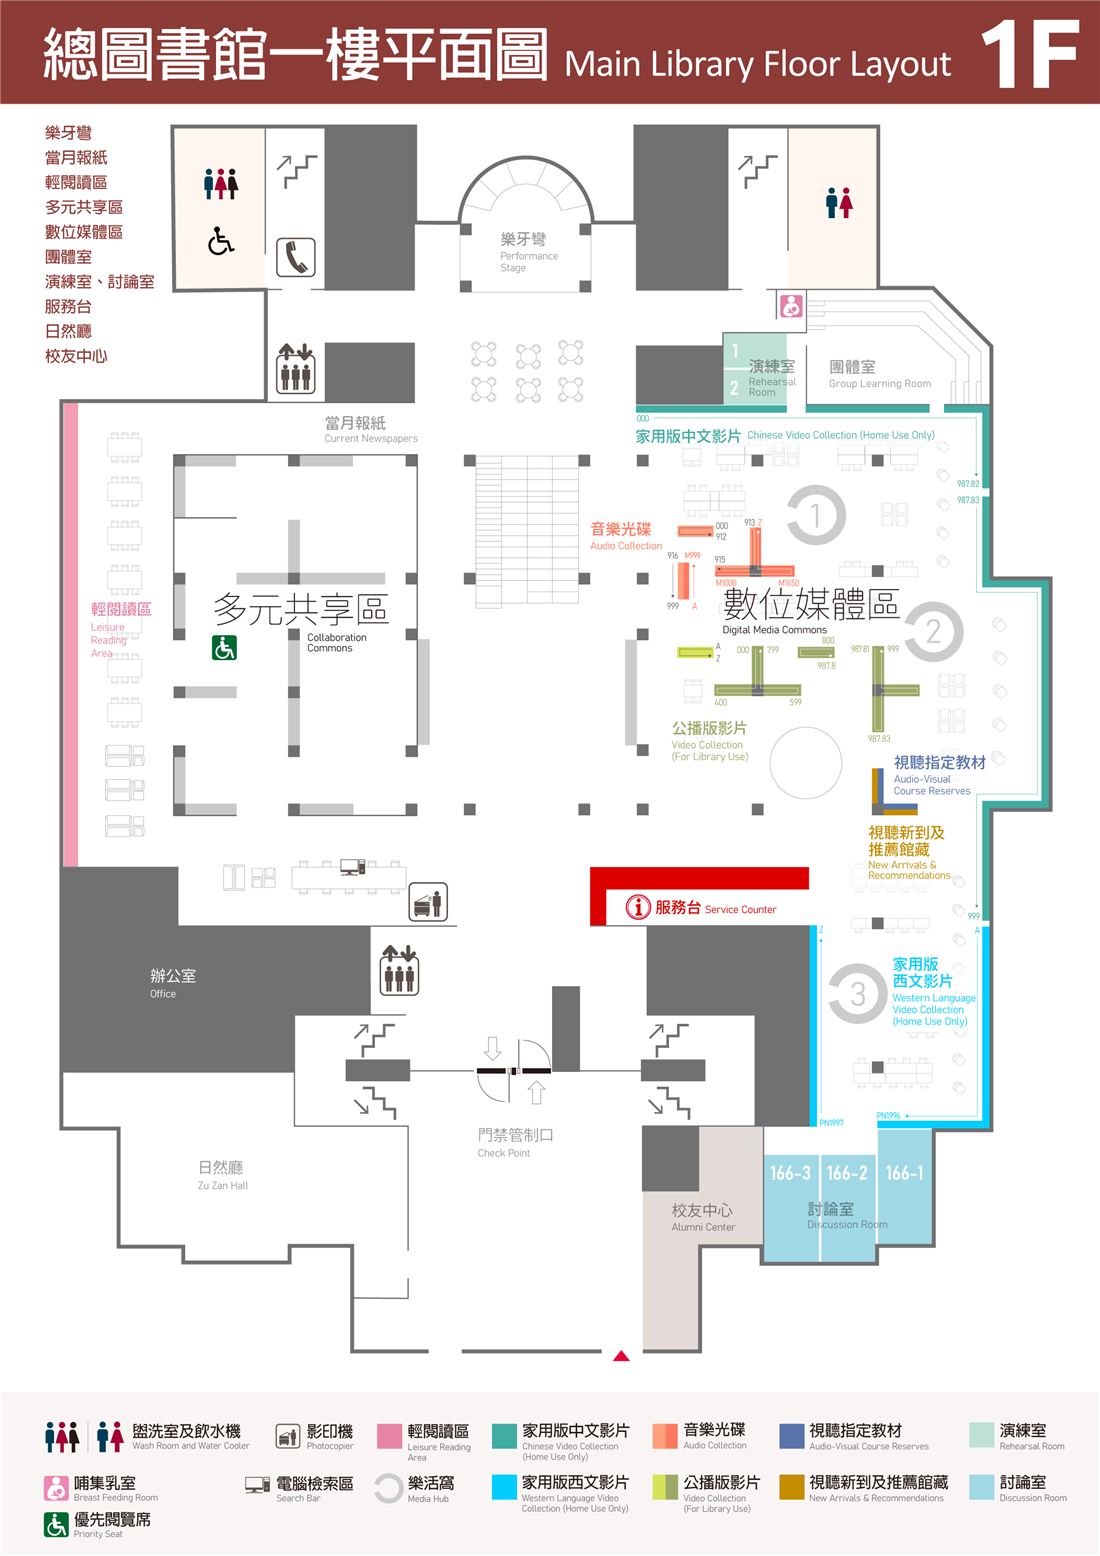 總圖書館一樓平面圖 Main Library Floor Layout 1F
樂牙彎
當月報紙
輕閱讀區
多元共享區
數位媒體區
團體室
演練室、討論室
服務台
日然廳
校友中心
樂牙彎
Performance
Stage
1
2
演練室
Rehearsal
Room
團體室
Group Learning Room
當月報紙
Current Newspapers
000
家用版中文影片 Chinese Video Collection (Home Use Only)
987.82
987.83
音樂光碟
Audio Collection
000
912
913 Z
1
916 M999
915
M1000
M1650
999
A
輕閱讀區
Leisure
Reading
Area
多元共享區
Collaboration
Commons
數位媒體區
Digital Media Commons
2
A
Z
000
799
800
987.8
987.81
999
400
599
987.83
公播版影片
Video Collection
(For Library Use)
視聽指定教材
Audio-Visual
Course Reserves
視聽新到及
推薦館藏
New Arrivals &
Recommendations
服務台 Service Counter
999
A
Z
辦公室
Office
3
家用版
西文影片
Western Language
Video Collection
(Home Use Only)
PN1997
PN1996
門禁管制口
Check Point
日然廳
Zu Zan Hall
校友中心
Alumni Center
166-3
166-2
166-1
討論室
Discussion Room
盥洗室及飲水機
Wash Room and Water Cooler
影印機
Photocopier
輕閱讀區
Leisure Reading
Area
家用版中文影片
Chinese Video Collection
(Home Use Only)
音樂光碟
Audio Collection
視聽指定教材
Audio-Visual Course Reserves
演練室
Rehearsal Room
哺集乳室
Breast Feeding Room
電腦檢索區
Search Bar
樂活窩
Media Hub
家用版西文影片
Western Language Video
Collection (Home Use Only)
公播版影片
Video Collection
(For Library Use)
視聽新到及推薦館藏
New Arrivals & Recommendations
討論室
Discussion Room
優先閱覽席
Priority Seat